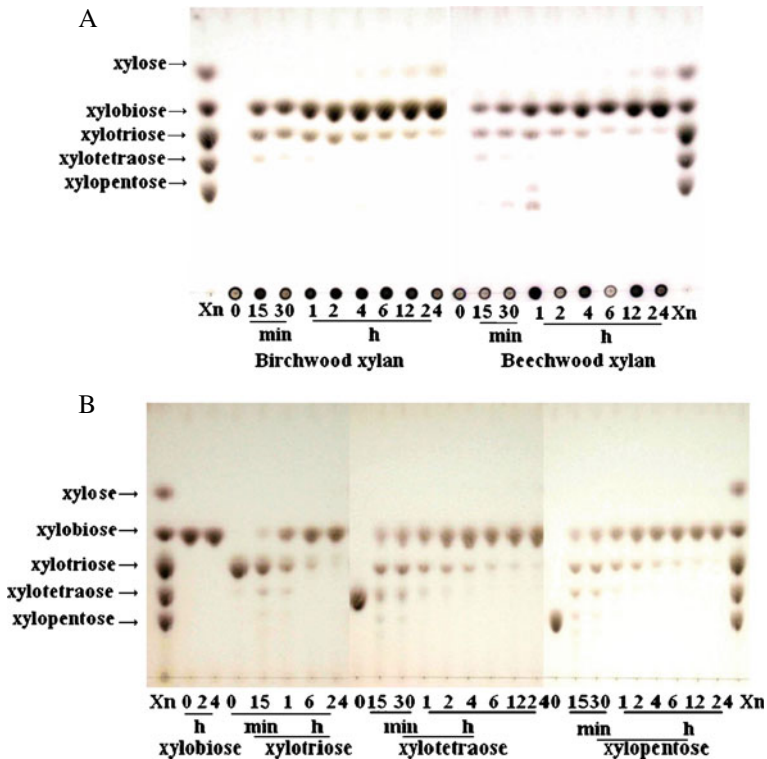 A
xylose→
xylobiose→
xylotriose→
xylotetraose→
xylopentose→
Xn 0 15 30 1 2 4 6 12 24 0 15 30 1 2 4 6 12 24 Xn
min h min h
Birchwood xylan Beechwood xylan
B
xylose→
xylobiose→
xylotriose→
xylotetraose→
xylopentose→
Xn 0 24 0 15 1 6 24 0 15 30 1 2 4 6 12 24 0 15 30 1 2 4 6 12 24 Xn
h min h min h min h
xylobiose xylotriose xylotetraose xylopentose